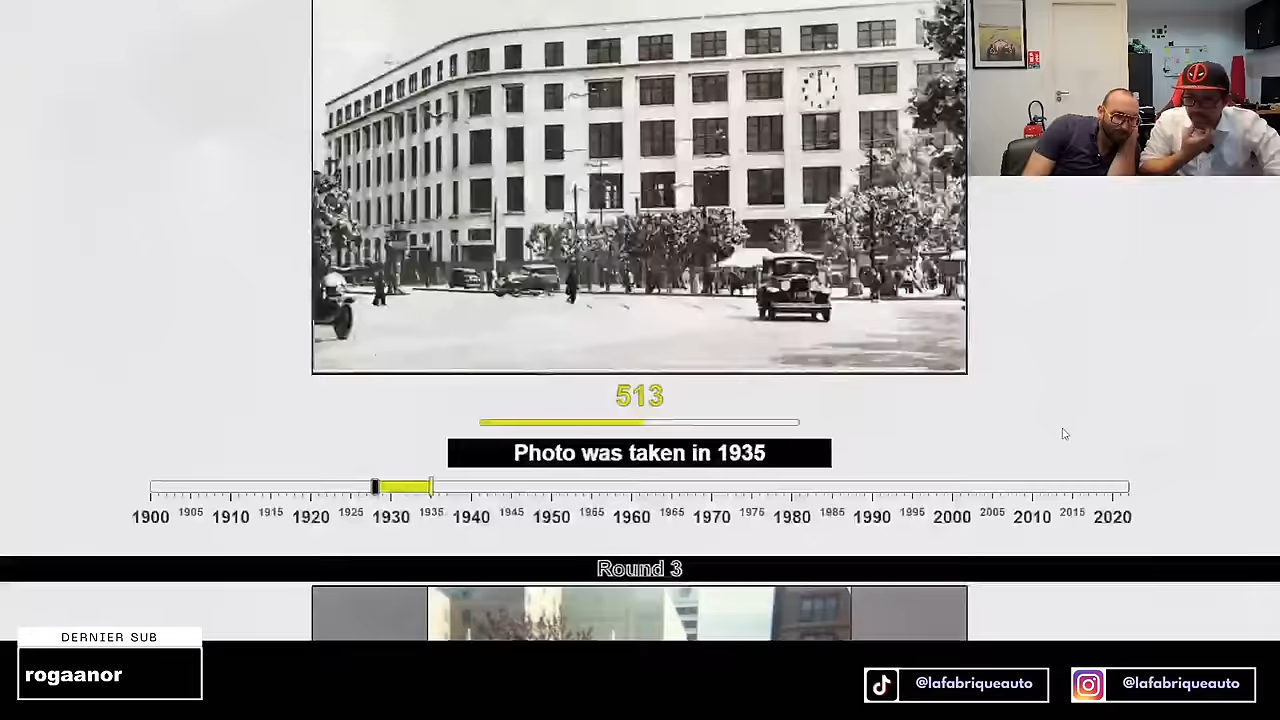 513
Photo was taken in 1935
1900 1905 1910 1915 1920 1925 1930 1935 1940 1945 1950 1955 1960 1965 1970 1975 1980 1985 1990 1995 2000 2005 2010 2015 2020
Round 3
DERNIER SUB
rogaanor
@lafabriqueauto
@lafabriqueauto